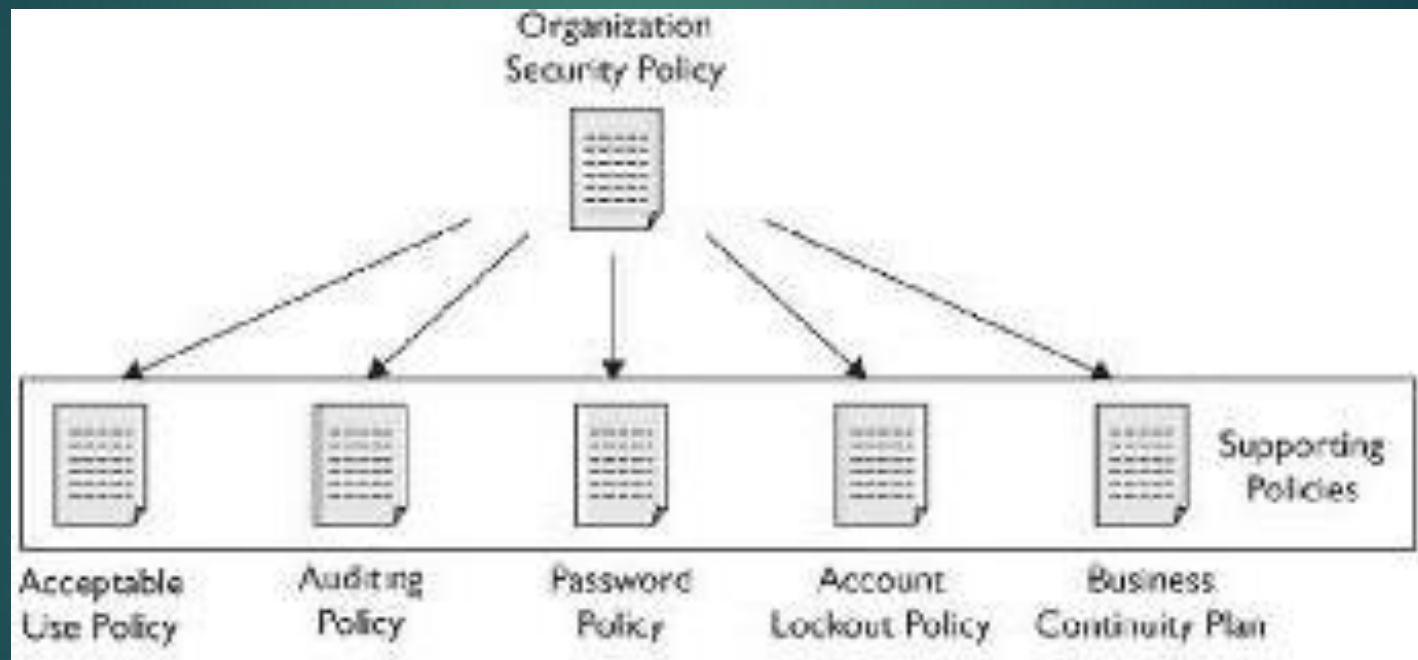 Organization
Security Policy
Supporting
Policies
Acceptable
Use Policy
Auditing
Policy
Password
Policy
Account
Lockout Policy
Business
Continuity Plan